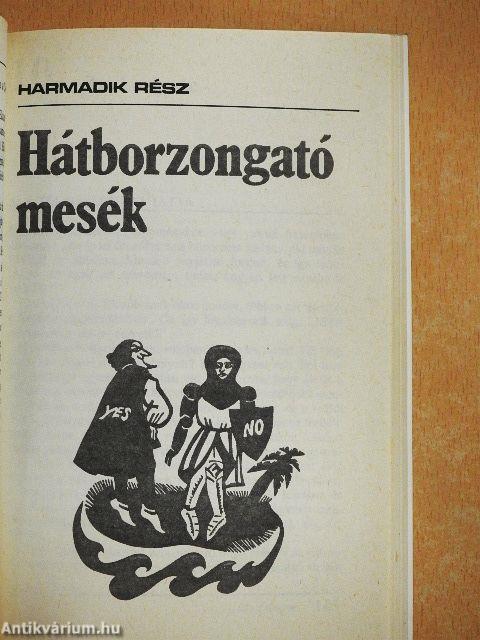 HARMADIK RÉSZ
Hátborzongató
mesék
YES
NO
Antikvárium.hu